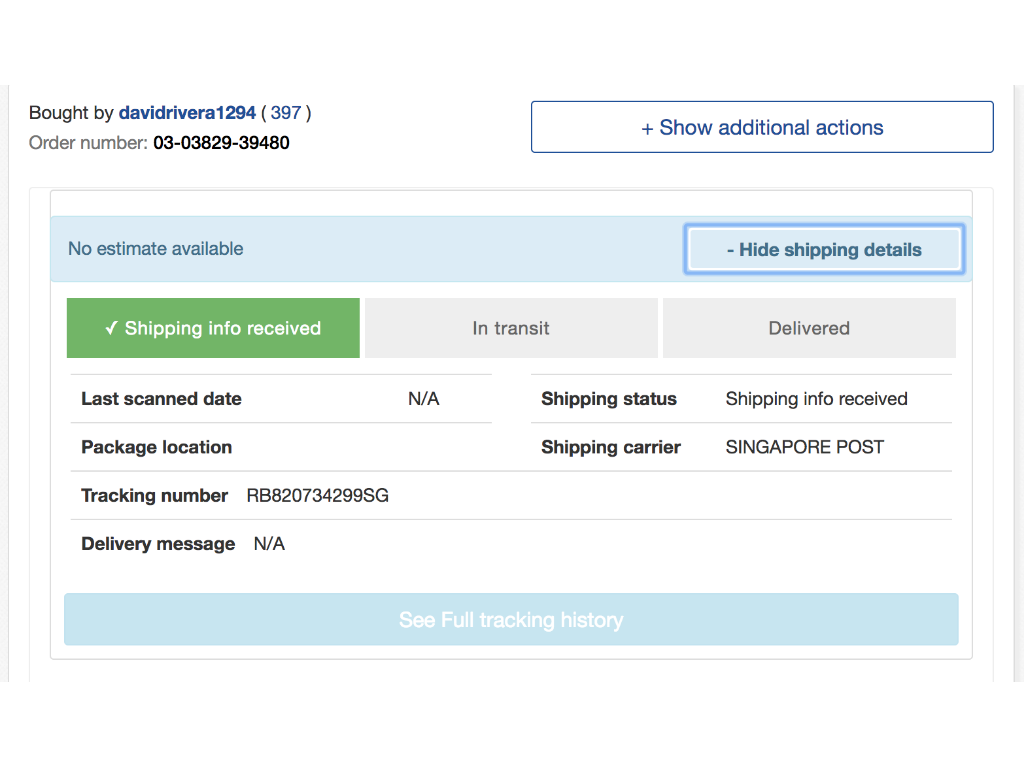 Bought by davidrivera1294 ( 397 )
+ Show additional actions
Order number: 03-03829-39480
No estimate available
- Hide shipping details
✓ Shipping info received
In transit
Delivered
Last scanned date N/A
Shipping status Shipping info received
Package location
Shipping carrier SINGAPORE POST
Tracking number RB820734299SG
Delivery message N/A
See Full tracking history